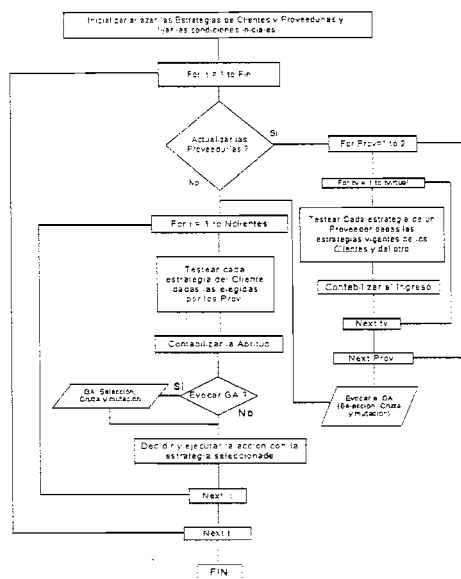 Inicializar al azar las Estrategias de Clientes y Proveedurias y
fijar las condiciones iniciales
For t = 1 to Fin
Actualizar las
Proveedurias ?
Si
No
For Prov=1 to 2
For tv = 1 to tvirtual
Testear Cada estrategia de un
Proveedor dadas las
estrategias vigentes de los
Clientes y del otro
Contabilizar el Ingreso
Next tv
Next Prov
Evocar a GA
(Selección, Cruza
y mutación)
For i = 1 to Nclientes
Testear cada
estrategia del Cliente
dadas las elegidas
por los Prov
Contabilizar la Aptitud
Evocar GA ?
Si
No
GA: Selección,
Cruza y mutación
Decidir y ejecutar la acción con la
estrategia seleccionada
Next i
Next t
FIN